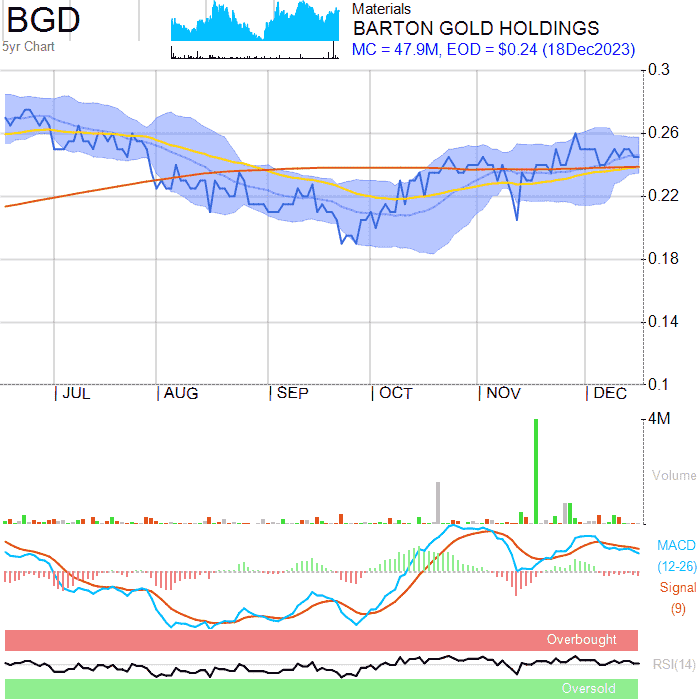 BGD
5yr Chart
Materials
BARTON GOLD HOLDINGS
MC = 47.9M, EOD = $0.24 (18Dec2023)
0.3
0.26
0.22
0.18
0.14
0.1
JUL AUG SEP OCT NOV DEC
4M
Volume
MACD
(12-26)
Signal
(9)
Overbought
RSI(14)
Oversold